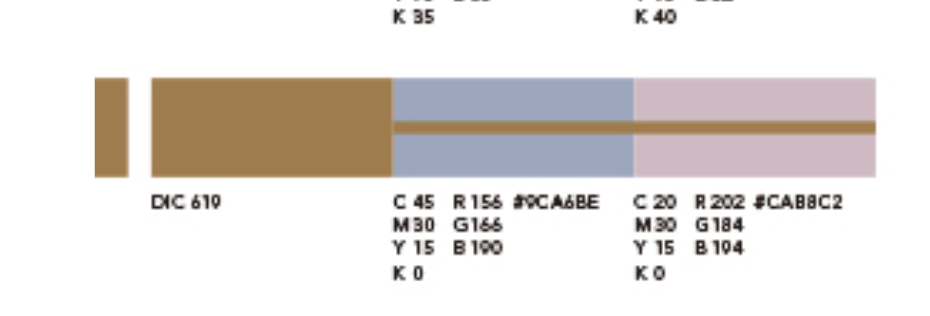 K 35
K 40
DIC 619
C 45 R 156 #9CA6BE
M 30 G 166
Y 15 B 190
K 0
C 20 R 202 #CAB8C2
M 30 G 184
Y 15 B 194
K 0